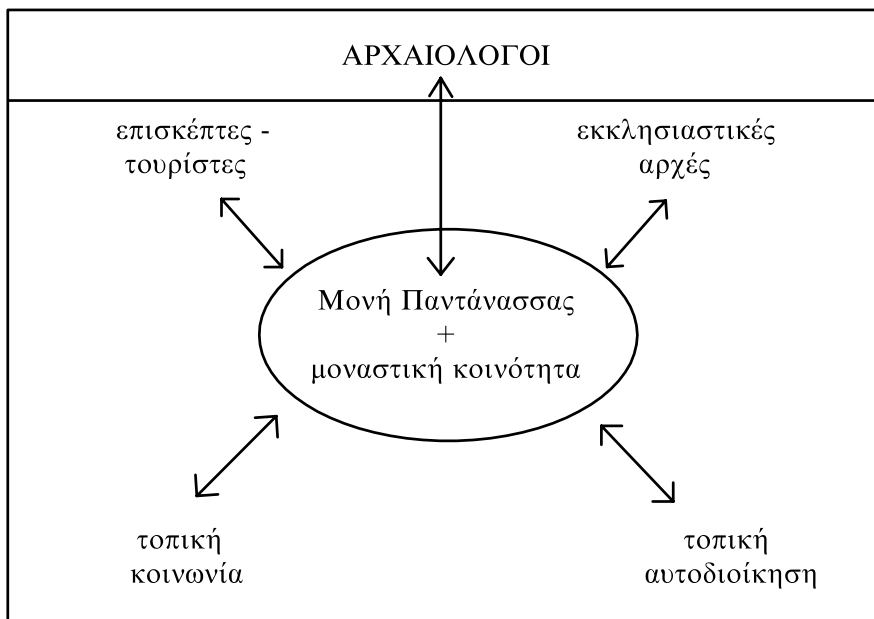 ΑΡΧΑΙΟΛΟΓΟΙ
επισκέπτες -
τουρίστες
εκκλησιαστικές
αρχές
Μονή Παντάνασσας
+
μοναστική κοινότητα
τοπική
κοινωνία
τοπική
αυτοδιοίκηση